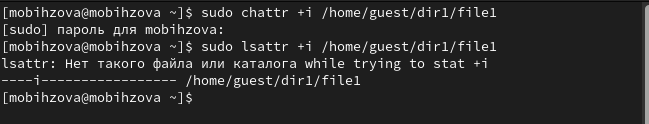 [mobihzova@mobihzova ~]$ sudo chattr +i /home/guest/dir1/file1
[sudo] пароль для mobihzova:
[mobihzova@mobihzova ~]$ sudo lsattr +i /home/guest/dir1/file1
lsattr: Нет такого файла или каталога while trying to stat +i
----i----------------- /home/guest/dir1/file1
[mobihzova@mobihzova ~]$